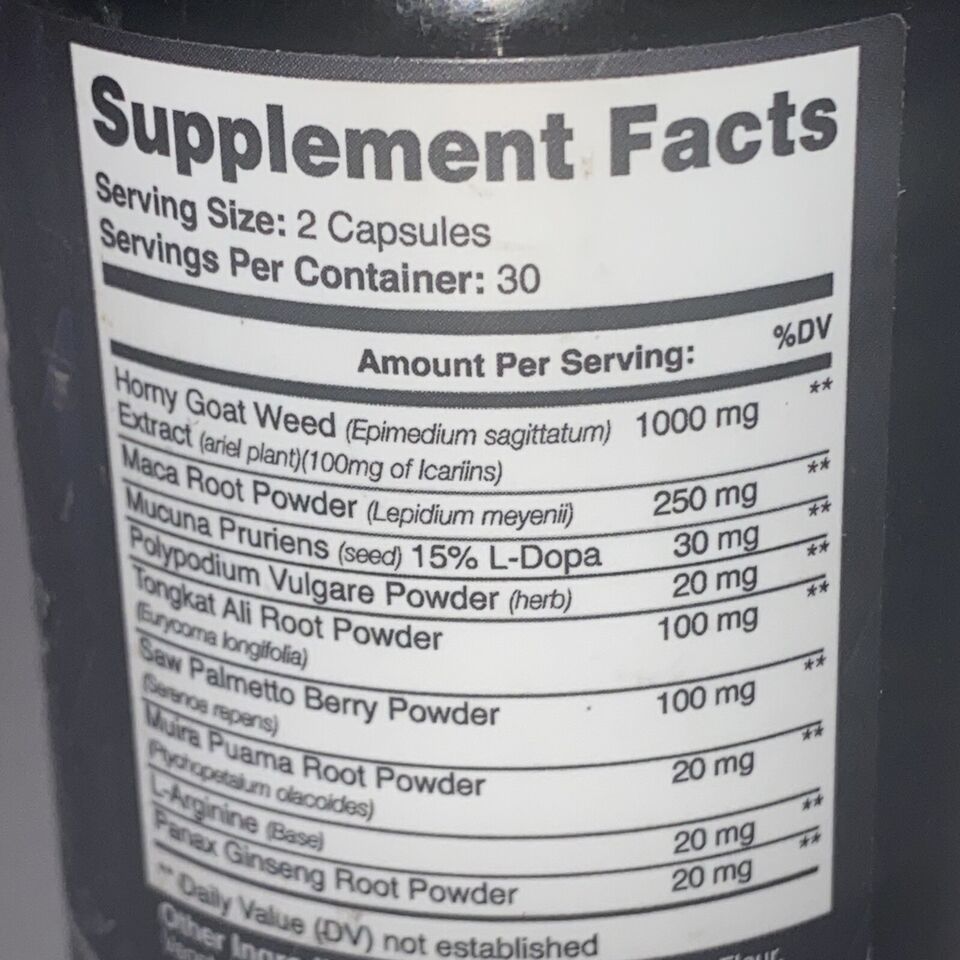 Supplement Facts
Serving Size: 2 Capsules
Servings Per Container: 30
Amount Per Serving: %DV
Horny Goat Weed (Epimedium sagittatum) 1000 mg **
Extract (ariel plant)(100mg of Icariins)
Maca Root Powder (Lepidium meyenii) 250 mg **
Mucuna Pruriens (seed) 15% L-Dopa 30 mg **
Polypodium Vulgare Powder (herb) 20 mg **
Tongkat Ali Root Powder 100 mg **
(Eurycoma longifolia)
Saw Palmetto Berry Powder 100 mg **
(Serenoa repens)
Muira Puama Root Powder 20 mg **
(Ptychopetalum olacoides)
L-Arginine (Base) 20 mg **
Panax Ginseng Root Powder 20 mg **
** Daily Value (DV) not established
Other Flour,